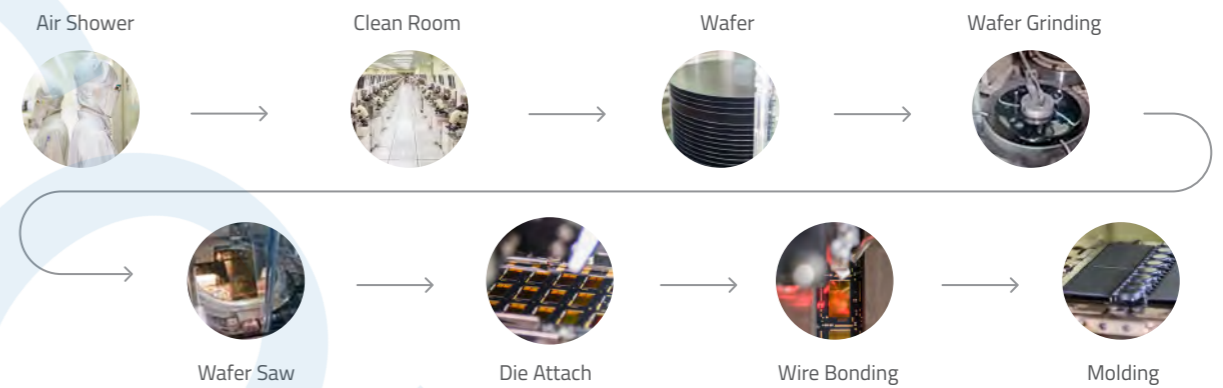 Air Shower
Clean Room
Wafer
Wafer Grinding
Wafer Saw
Die Attach
Wire Bonding
Molding